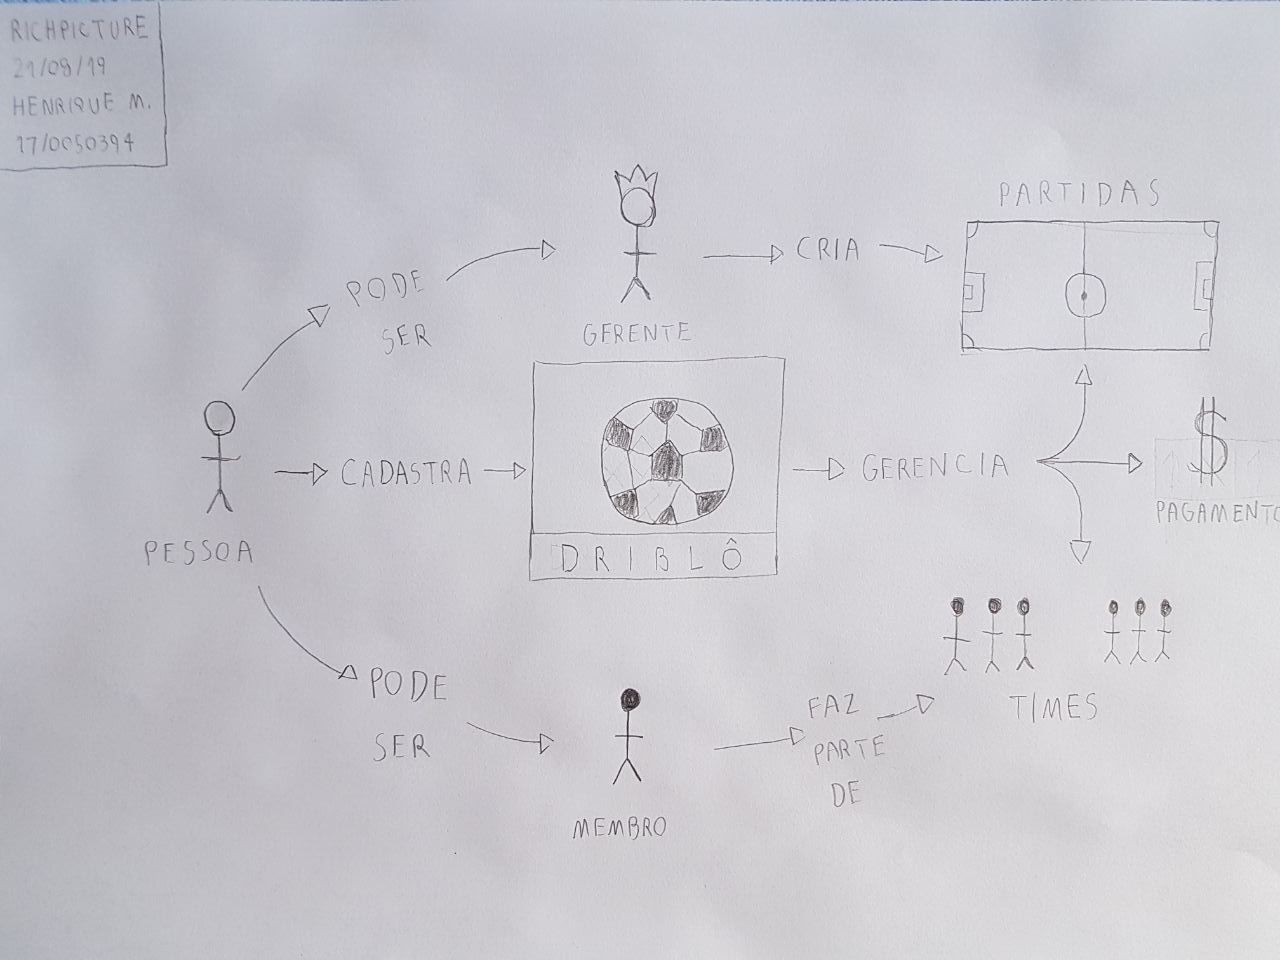 RICHPICTURE
21/08/19
HENRIQUE M.
17/0050394
PARTIDAS
PODE
SER
GERENTE
CRIA
PESSOA
CADASTRA
DRIBLÔ
GERENCIA
$
PAGAMENTO
PODE
SER
MEMBRO
FAZ
PARTE
DE
TIMES